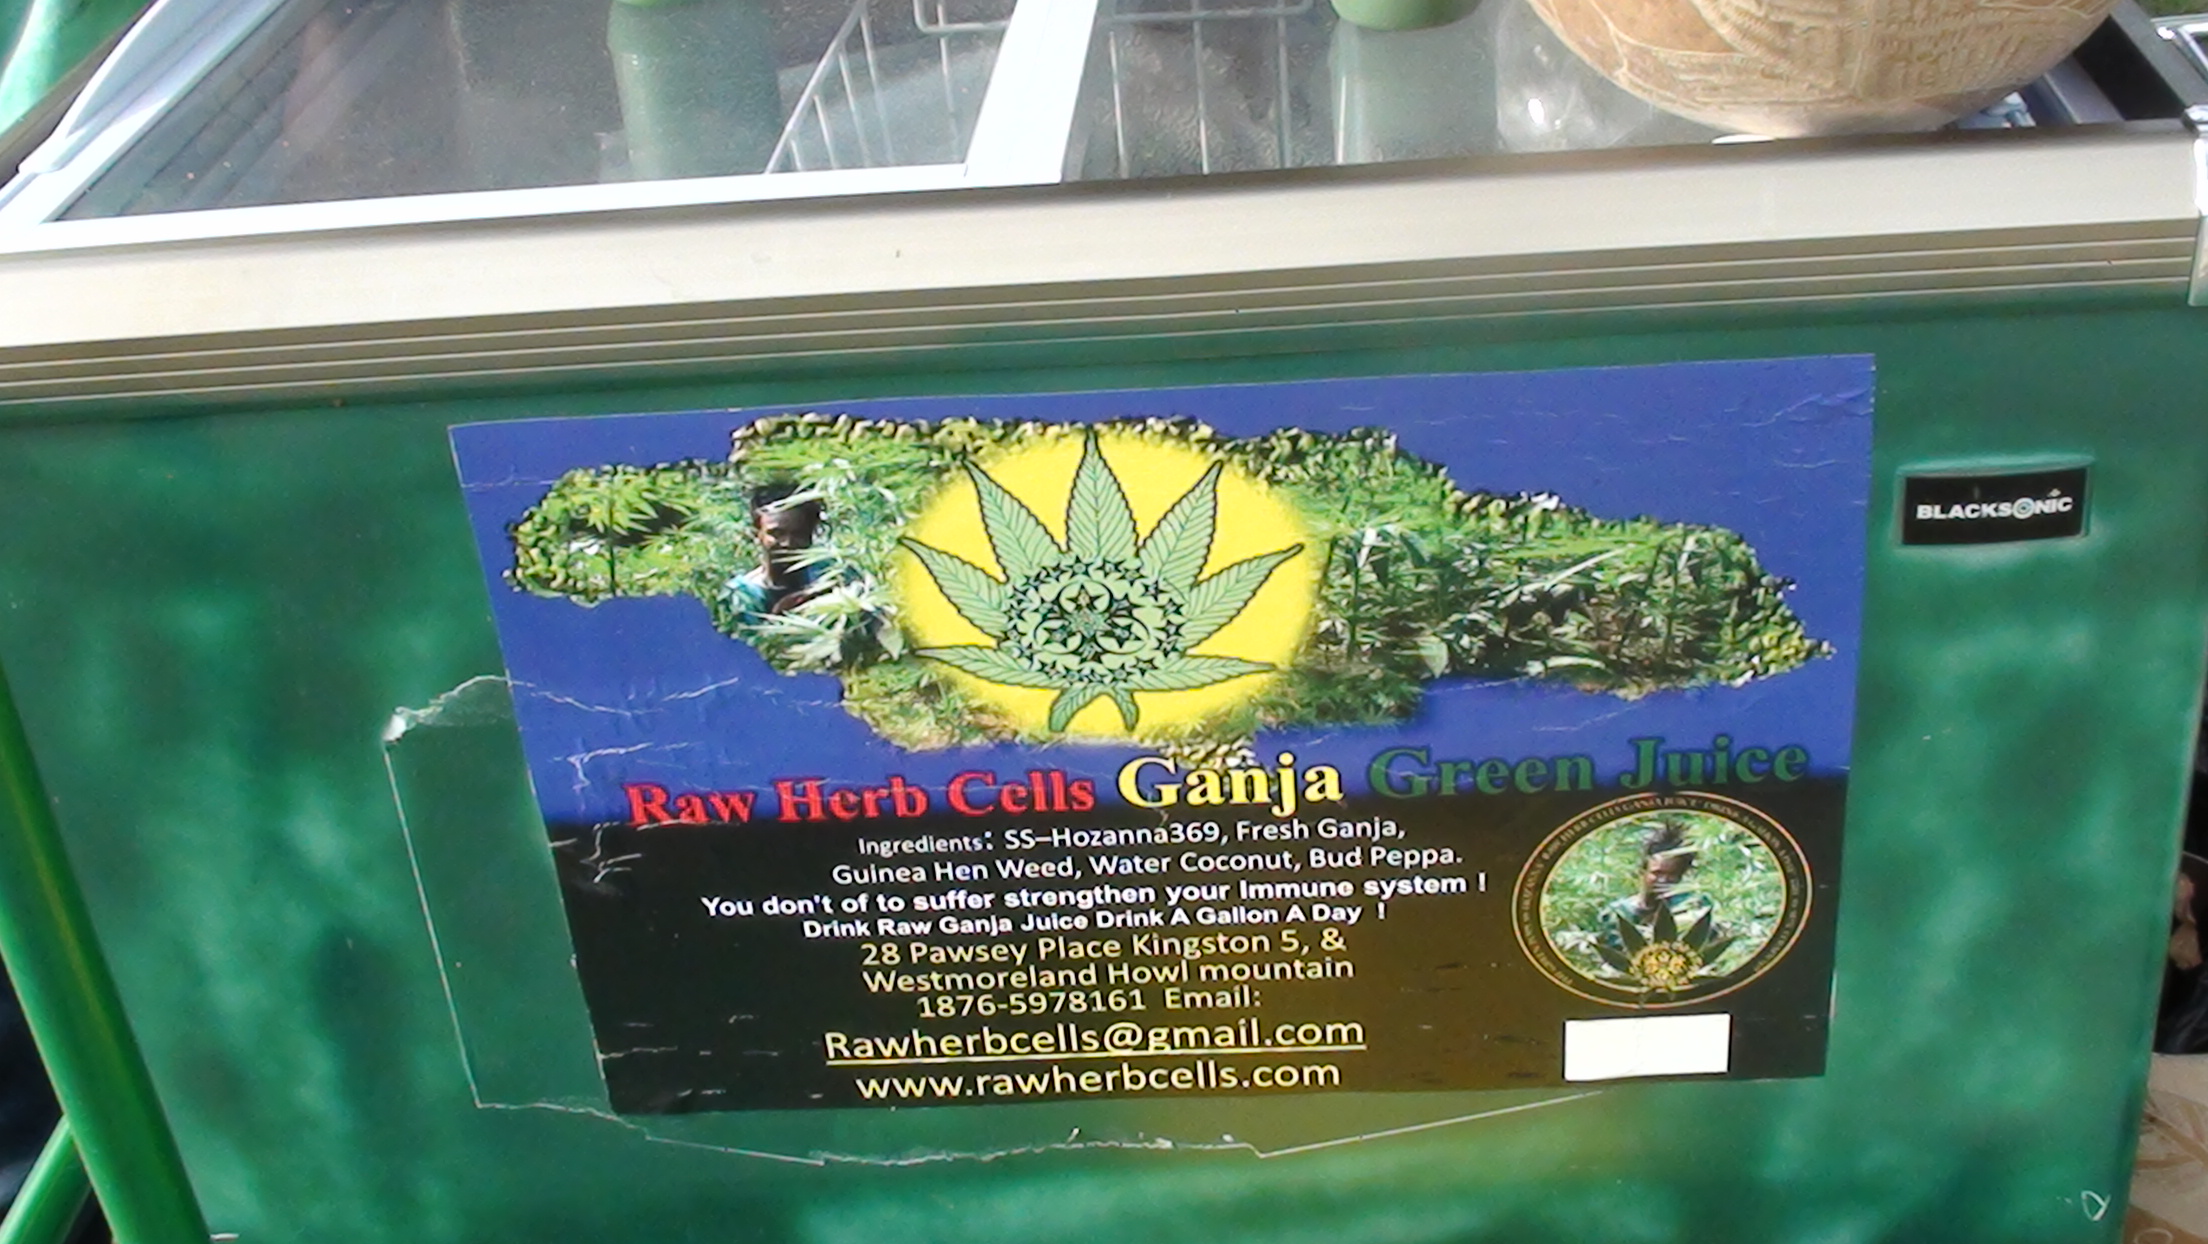 BLACKSONIC
Raw Herb Cells Ganja Green Juice
Ingredients: SS–Hozanna369, Fresh Ganja,
Guinea Hen Weed, Water Coconut, Bud Peppa.
You don't of to suffer strengthen your Immune system !
Drink Raw Ganja Juice Drink A Gallon A Day !
28 Pawsey Place Kingston 5, &
Westmoreland Howl mountain
1876-5978161 Email:
Rawherbcells@gmail.com
www.rawherbcells.com